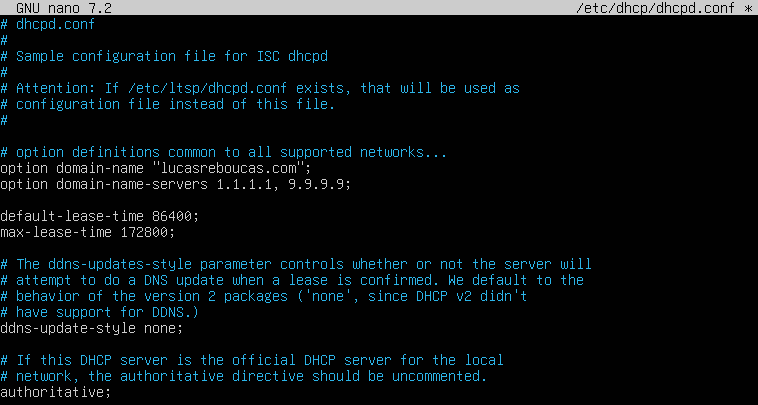 GNU nano 7.2 /etc/dhcp/dhcpd.conf *
# dhcpd.conf
#
# Sample configuration file for ISC dhcpd
#
# Attention: If /etc/ltsp/dhcpd.conf exists, that will be used as
# configuration file instead of this file.
#
# option definitions common to all supported networks...
option domain-name "lucasreboucas.com";
option domain-name-servers 1.1.1.1, 9.9.9.9;
default-lease-time 86400;
max-lease-time 172800;
# The ddns-updates-style parameter controls whether or not the server will
# attempt to do a DNS update when a lease is confirmed. We default to the
# behavior of the version 2 packages ('none', since DHCP v2 didn't
# have support for DDNS.)
ddns-update-style none;
# If this DHCP server is the official DHCP server for the local
# network, the authoritative directive should be uncommented.
authoritative;